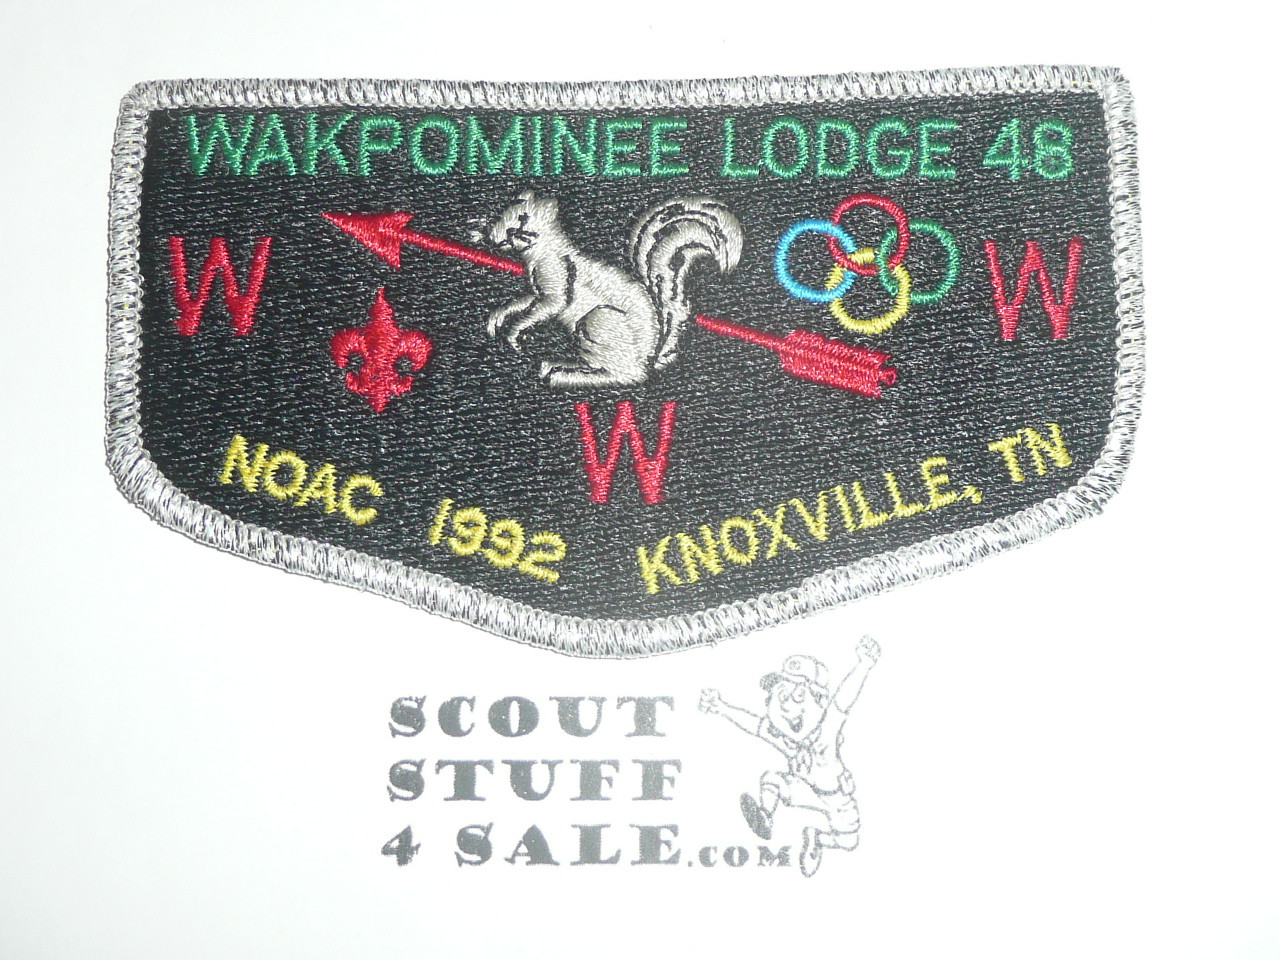 WAKPOMINEE LODGE 48
W W
W
NOAC 1992 KNOXVILLE, TN
SCOUT
STUFF
4 SALE.COM